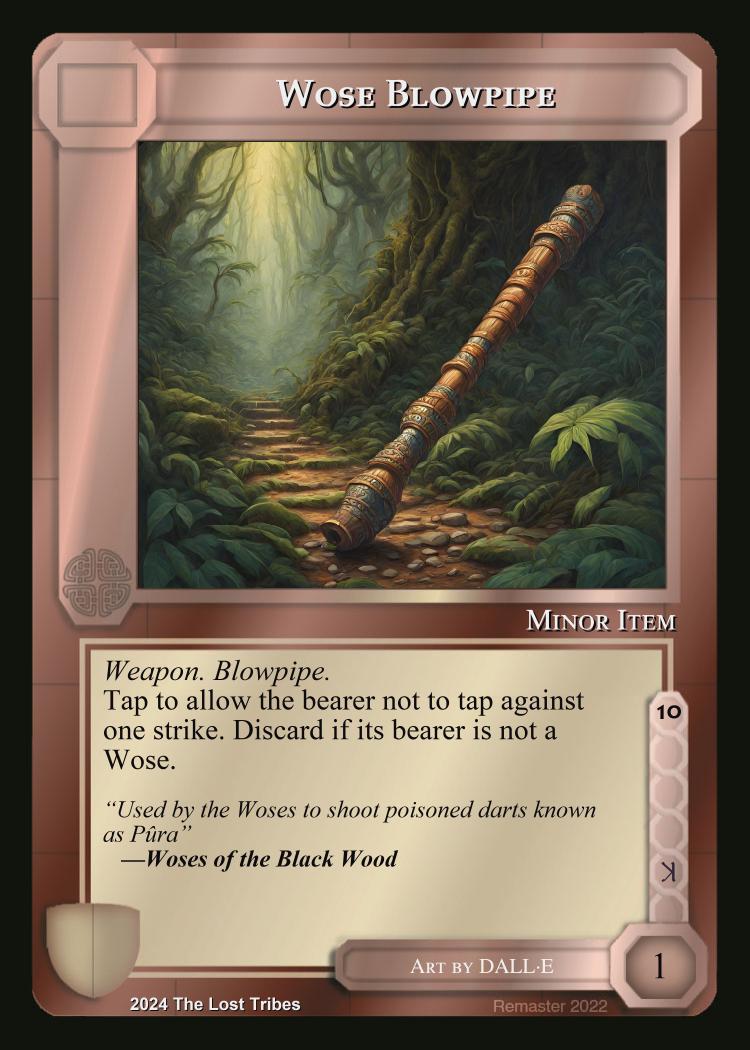 Wose Blowpipe
Minor Item
Weapon. Blowpipe.
Tap to allow the bearer not to tap against
one strike. Discard if its bearer is not a
Wose.
“Used by the Woses to shoot poisoned darts known
as Pûra”
—Woses of the Black Wood
10
Art by DALL·E
1
2024 The Lost Tribes
Remaster 2022